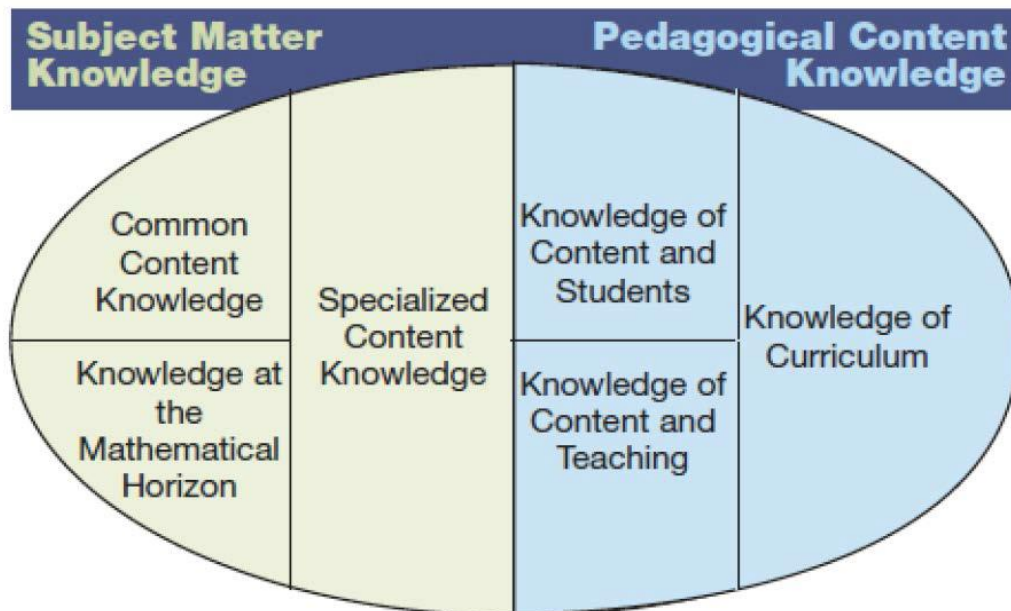 Subject Matter
Knowledge
Pedagogical Content
Knowledge
Common
Content
Knowledge
Knowledge at
the
Mathematical
Horizon
Specialized
Content
Knowledge
Knowledge of
Content and
Students
Knowledge of
Content and
Teaching
Knowledge of
Curriculum